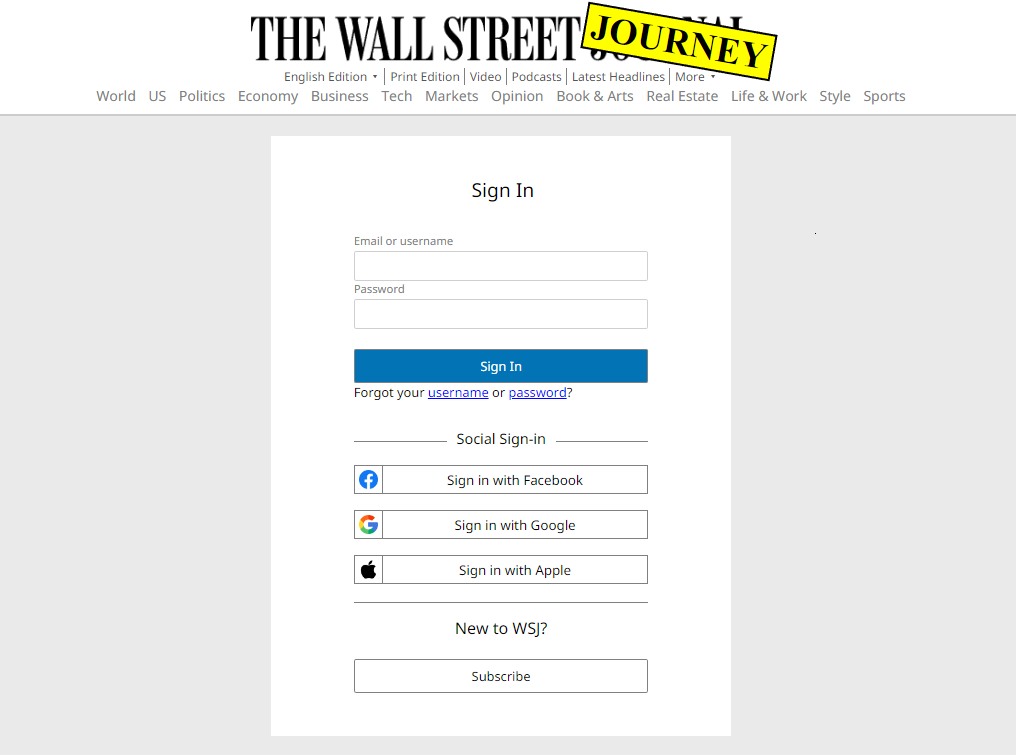 THE WALL STREET JOURNEY
English Edition Print Edition Video Podcasts Latest Headlines More
World US Politics Economy Business Tech Markets Opinion Book & Arts Real Estate Life & Work Style Sports
Sign In
Email or username
Password
Sign In
Forgot your username or password?
Social Sign-in
Sign in with Facebook
Sign in with Google
Sign in with Apple
New to WSJ?
Subscribe